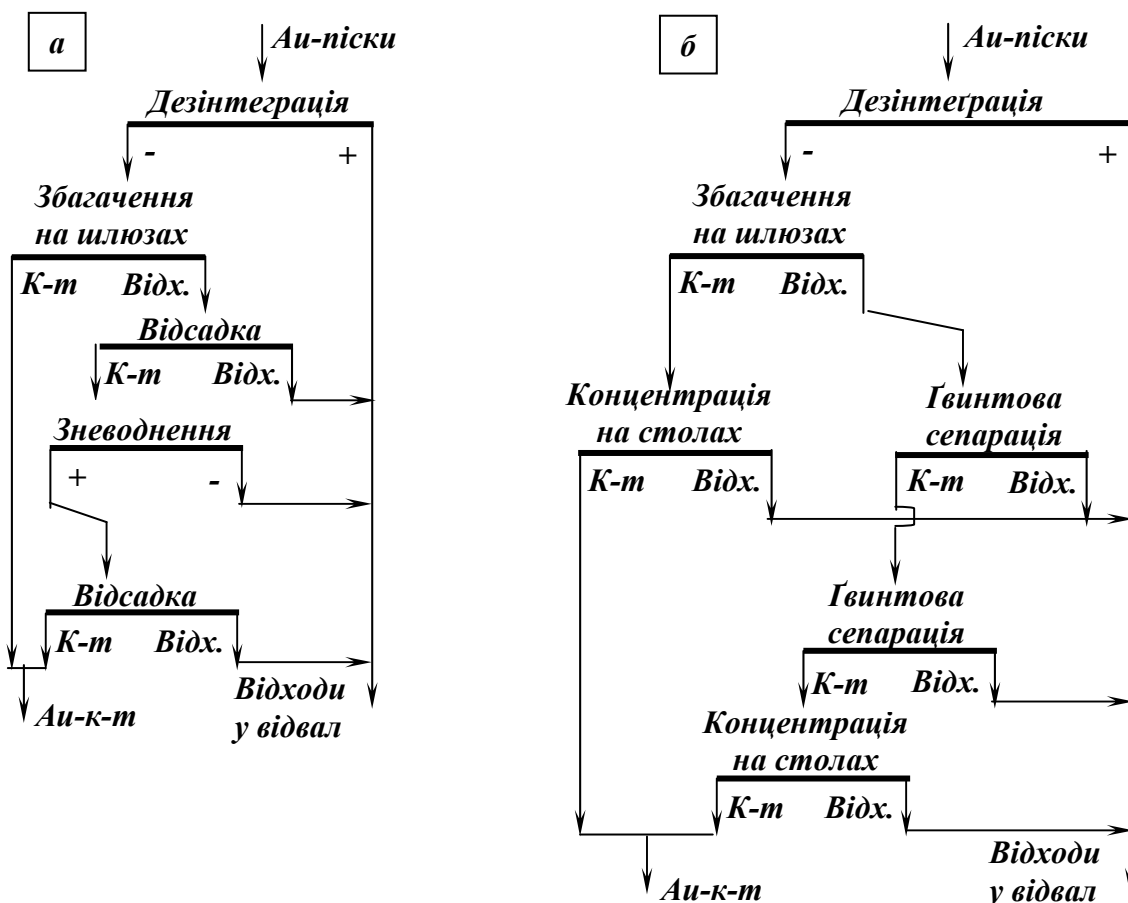 а
Au-піски
Дезінтеграція
- +
Збагачення
на шлюзах
К-т Відх.
Відсадка
К-т Відх.
Зневоднення
+ -
Відсадка
К-т Відх.
Відходи
у відвал
Au-к-т
б
Au-піски
Дезінтеґрація
- +
Збагачення
на шлюзах
К-т Відх.
Концентрація
на столах
К-т Відх.
Ґвинтова
сепарація
К-т Відх.
Ґвинтова
сепарація
К-т Відх.
Концентрація
на столах
К-т Відх.
Відходи
у відвал
Au-к-т